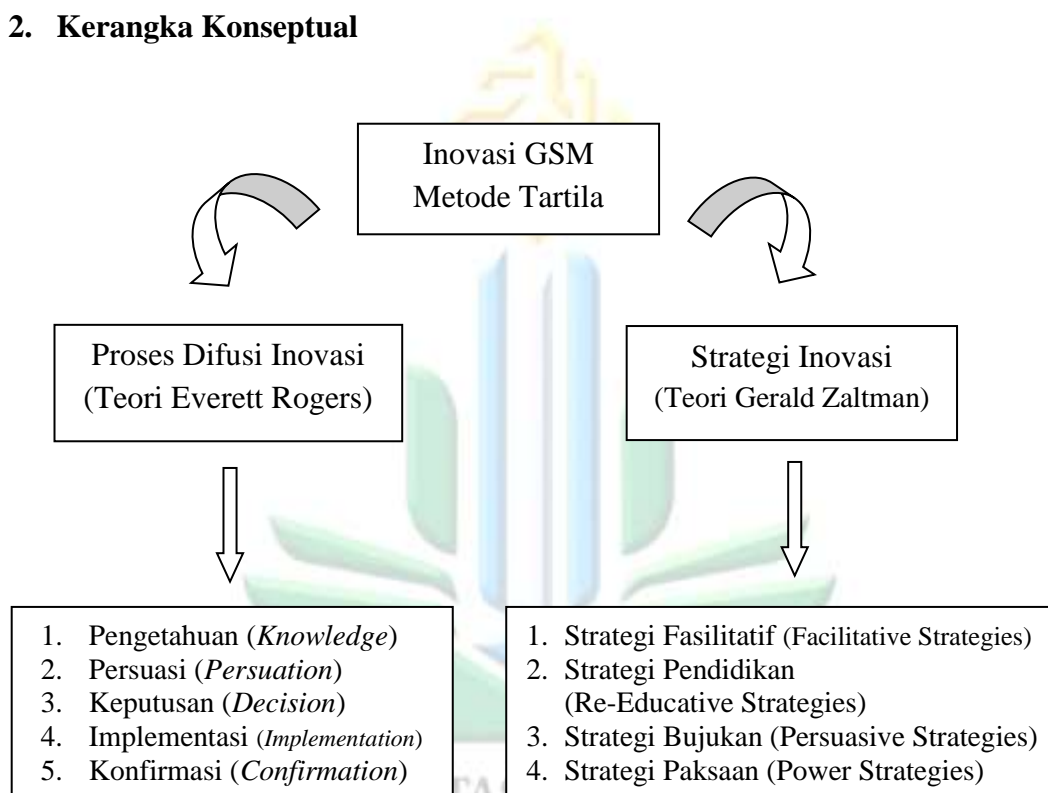 2. Kerangka Konseptual
Inovasi GSM
Metode Tartila
Proses Difusi Inovasi
(Teori Everett Rogers)
Strategi Inovasi
(Teori Gerald Zaltman)
1. Pengetahuan (Knowledge)
2. Persuasi (Persuation)
3. Keputusan (Decision)
4. Implementasi (Implementation)
5. Konfirmasi (Confirmation)
1. Strategi Fasilitatif (Facilitative Strategies)
2. Strategi Pendidikan
(Re-Educative Strategies)
3. Strategi Bujukan (Persuasive Strategies)
4. Strategi Paksaan (Power Strategies)